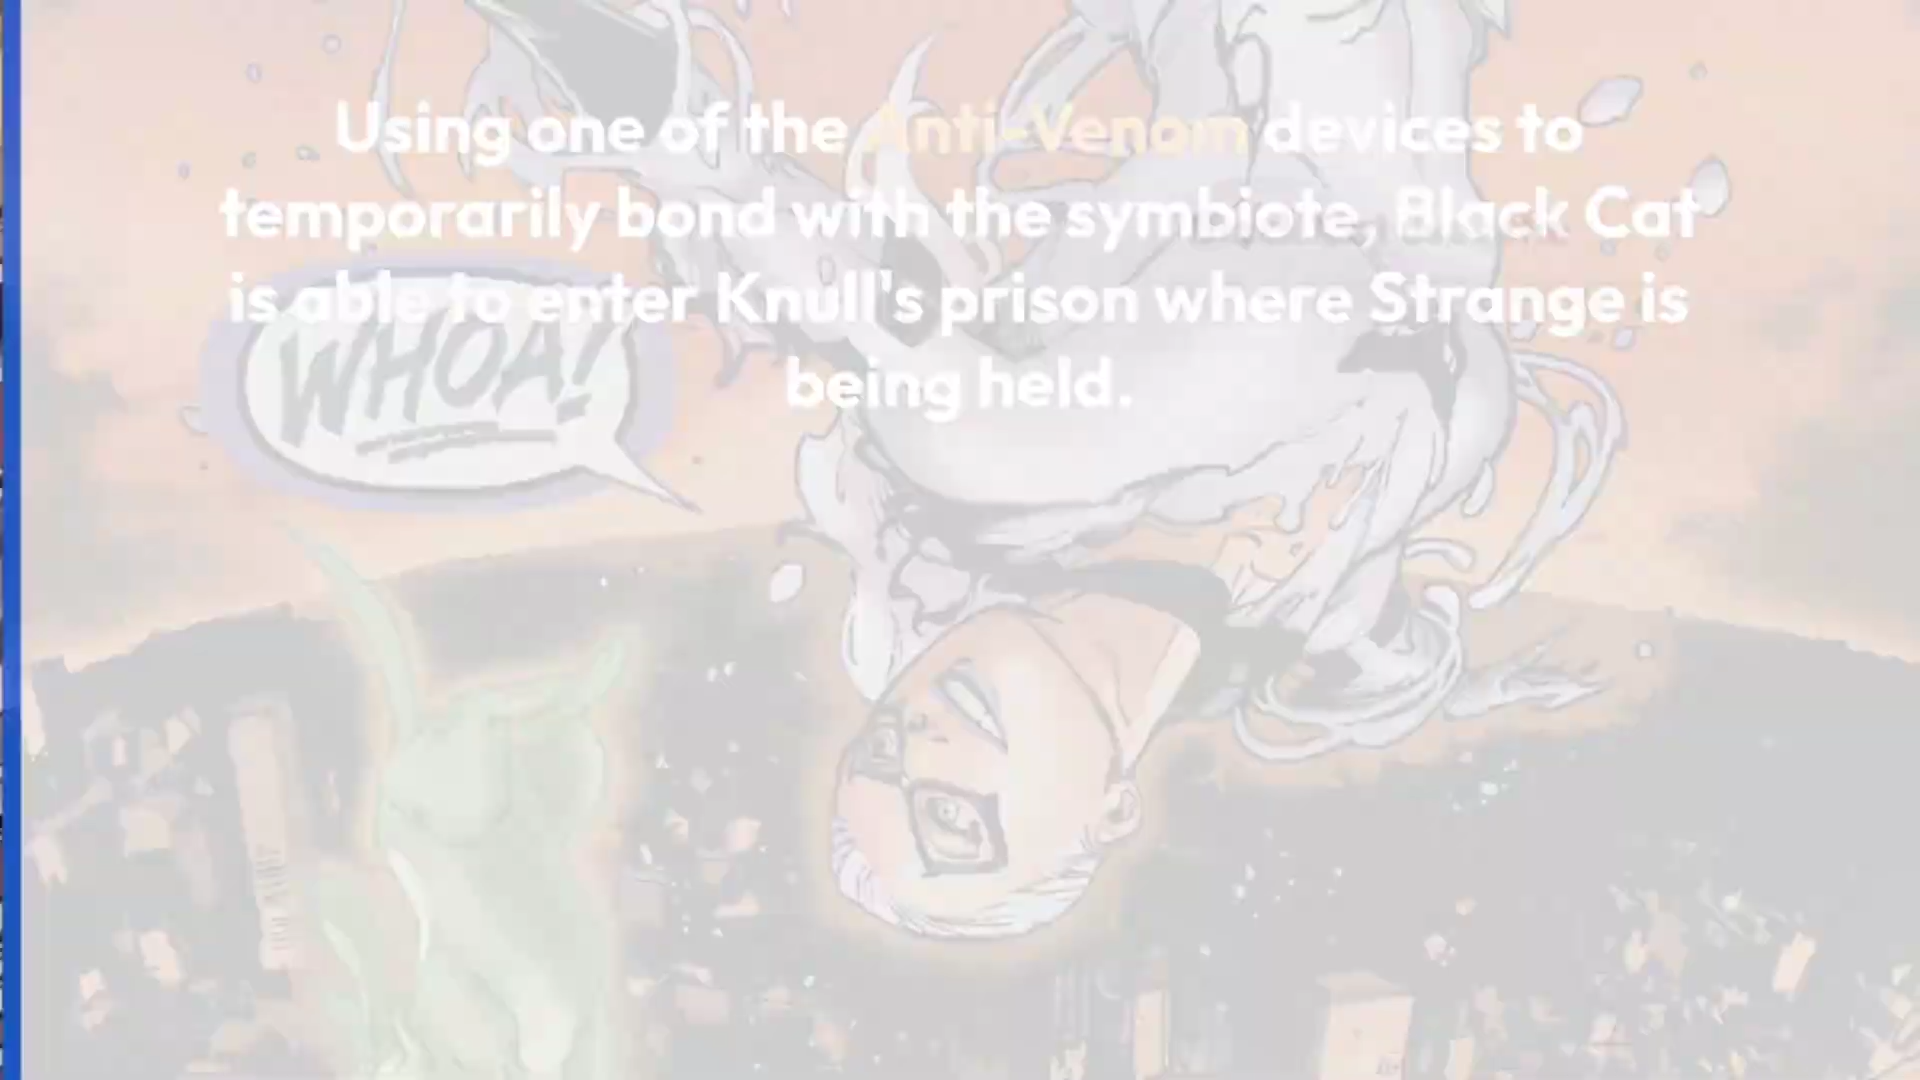 Using one of the Anti-Venom devices to
temporarily bond with the symbiote, Black Cat
is able to enter Knull's prison where Strange is
being held.
WHOA!